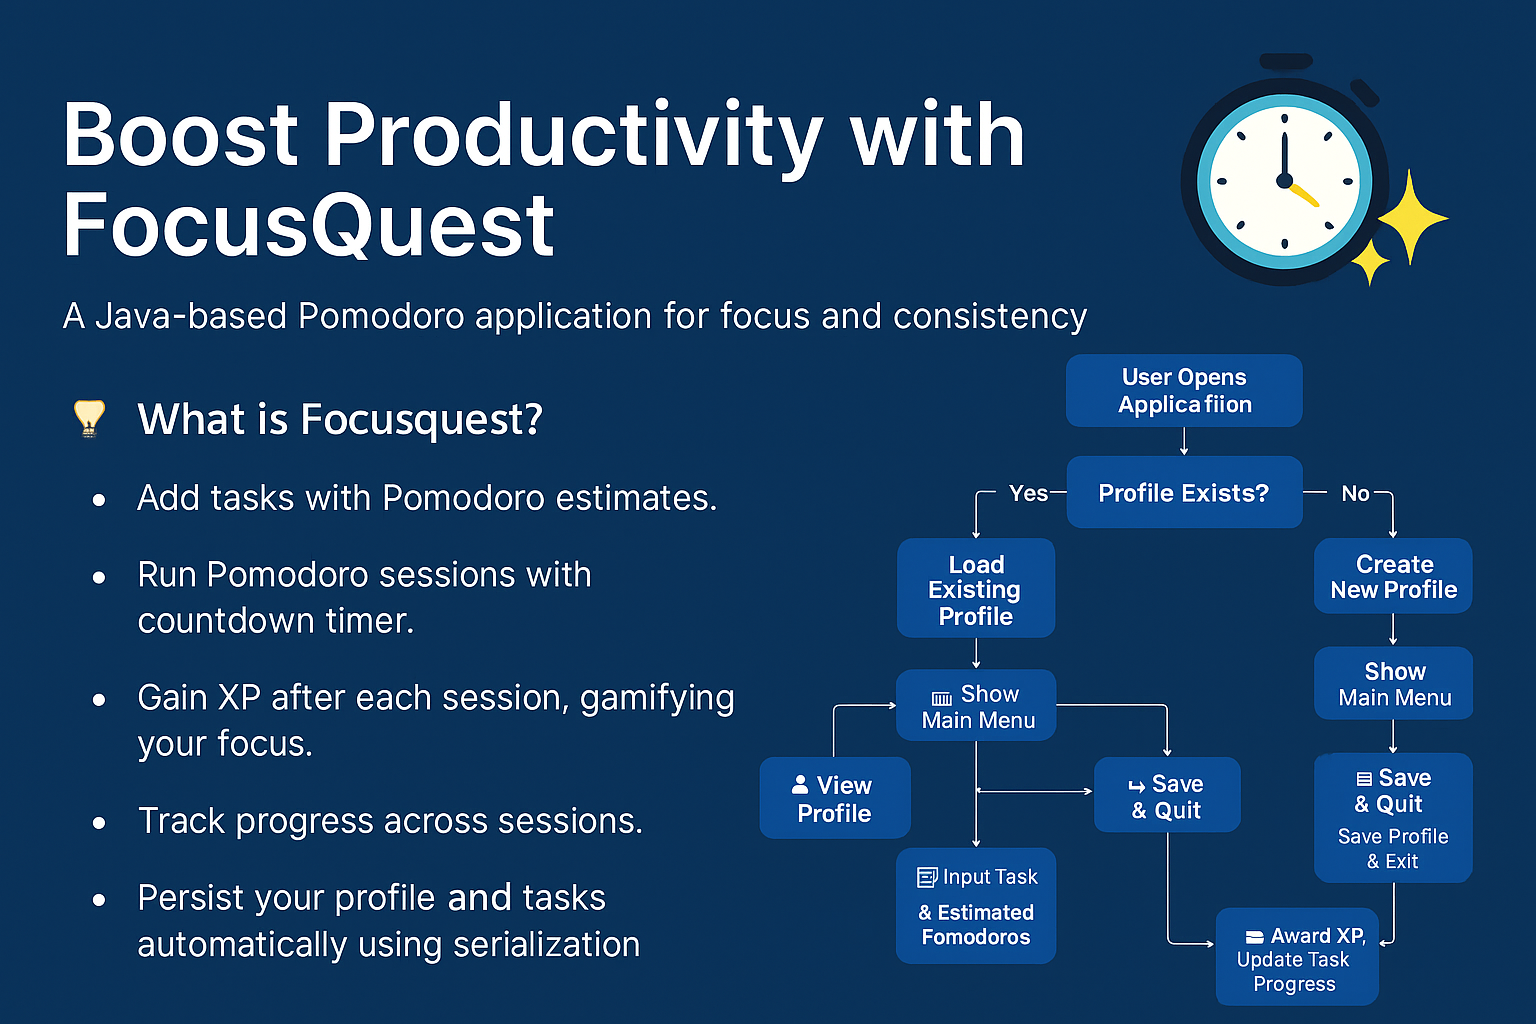 Boost Productivity with
FocusQuest
A Java-based Pomodoro application for focus and consistency
What is Focusquest?
• Add tasks with Pomodoro estimates.
• Run Pomodoro sessions with
countdown timer.
• Gain XP after each session, gamifying
your focus.
• Track progress across sessions.
• Persist your profile and tasks
automatically using serialization
User Opens
Applicafiion
Profile Exists?
Yes
No
Load
Existing
Profile
Create
New Profile
Show
Main Menu
Show
Main Menu
View
Profile
Save
& Quit
Save
& Quit
Save Profile
& Exit
Input Task
& Estimated
Fomodoros
Award XP,
Update Task
Progress